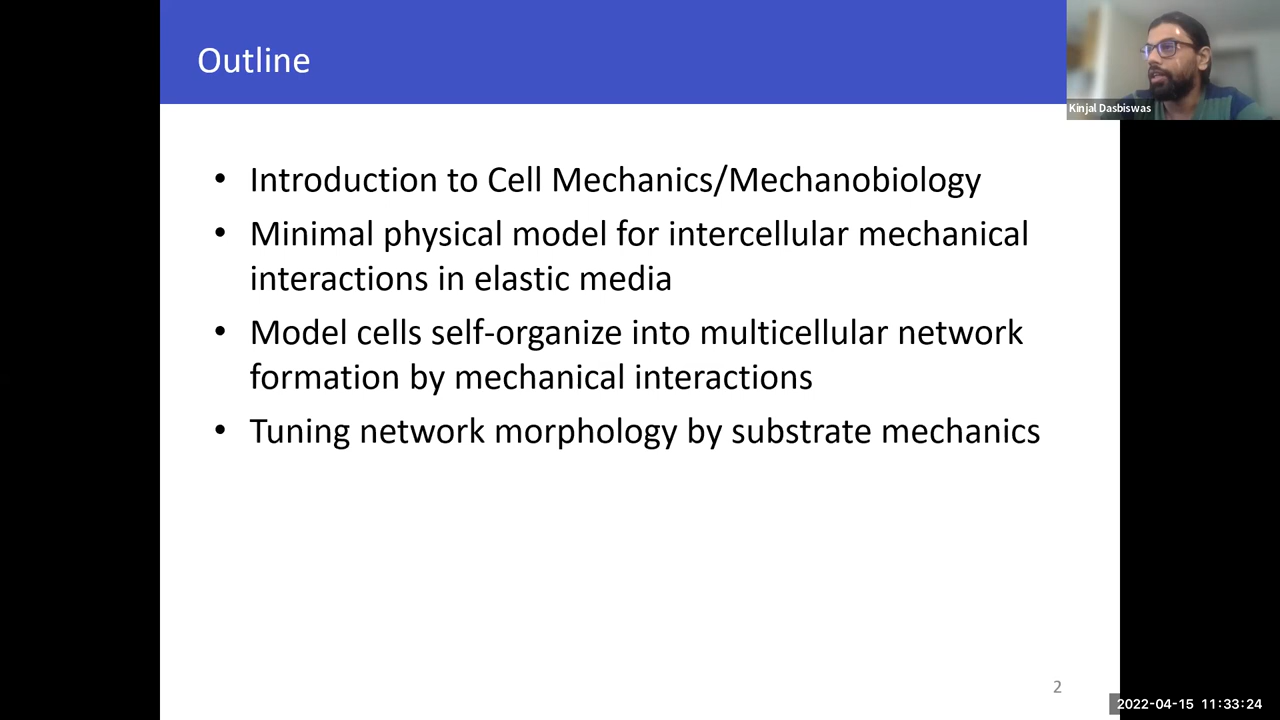 Outline
Kinjal Dasbiswas
• Introduction to Cell Mechanics/Mechanobiology
• Minimal physical model for intercellular mechanical
interactions in elastic media
• Model cells self-organize into multicellular network
formation by mechanical interactions
• Tuning network morphology by substrate mechanics
2
2022-04-15 11:33:24